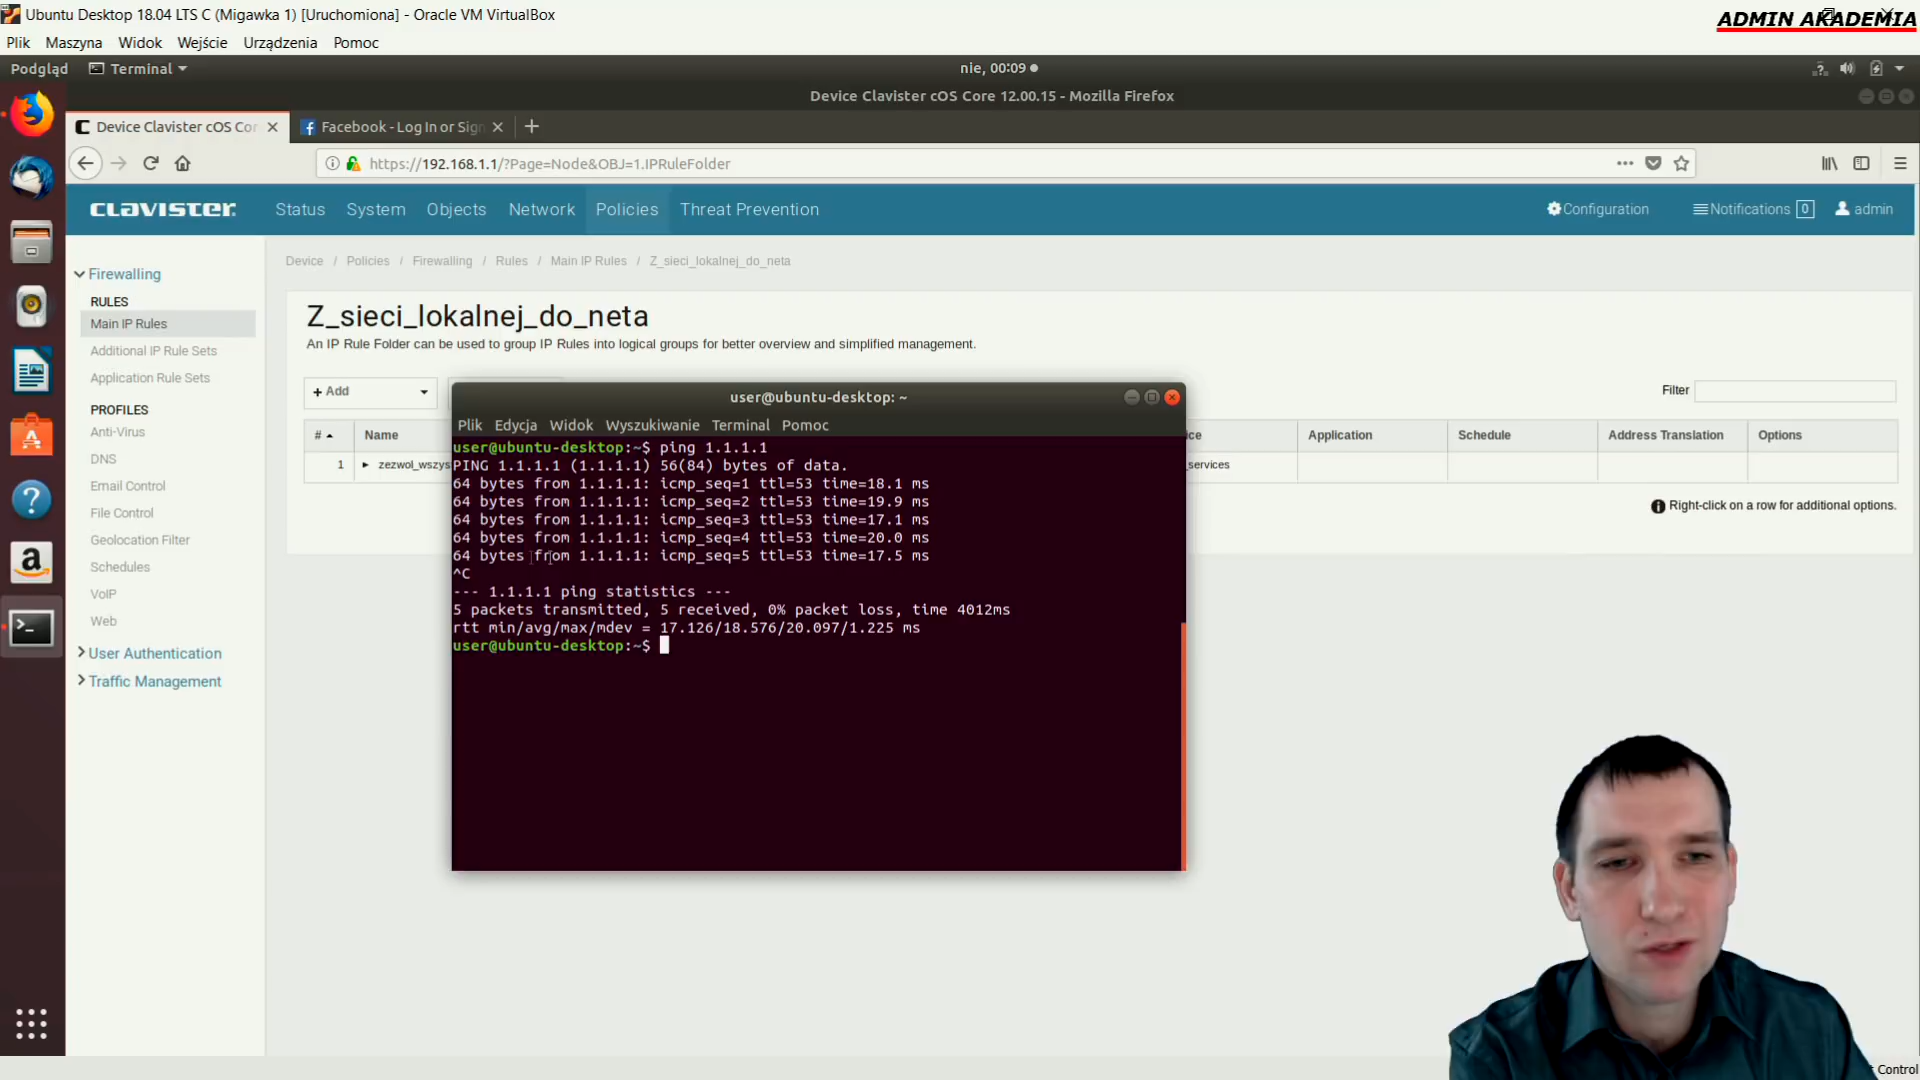 Ubuntu Desktop 18.04 LTS C (Migawka 1) [Uruchomiona] - Oracle VM VirtualBox
ADMIN AKADEMIA
Plik Maszyna Widok Wejście Urządzenia Pomoc
Podgląd Terminal nie, 00:09
Device Clavister cOS Core 12.00.15 - Mozilla Firefox
Device Clavister cOS Cor Facebook - Log In or Sign
https://192.168.1.1/?Page=Node&OBJ=1.IPRuleFolder
CLAVISTER. Status System Objects Network Policies Threat Prevention Configuration Notifications 0 admin
Device / Policies / Firewalling / Rules / Main IP Rules / Z_sieci_lokalnej_do_neta
Firewalling
RULES
Main IP Rules
Additional IP Rule Sets
Application Rule Sets
PROFILES
Anti-Virus
DNS
Email Control
File Control
Geolocation Filter
Schedules
VoIP
Web
User Authentication
Traffic Management
Z_sieci_lokalnej_do_neta
An IP Rule Folder can be used to group IP Rules into logical groups for better overview and simplified management.
+ Add Filter
# Name ice Application Schedule Address Translation Options
1 zezwol_wszys _services
Right-click on a row for additional options.
user@ubuntu-desktop: ~
Plik Edycja Widok Wyszukiwanie Terminal Pomoc
user@ubuntu-desktop:~$ ping 1.1.1.1
PING 1.1.1.1 (1.1.1.1) 56(84) bytes of data.
64 bytes from 1.1.1.1: icmp_seq=1 ttl=53 time=18.1 ms
64 bytes from 1.1.1.1: icmp_seq=2 ttl=53 time=19.9 ms
64 bytes from 1.1.1.1: icmp_seq=3 ttl=53 time=17.1 ms
64 bytes from 1.1.1.1: icmp_seq=4 ttl=53 time=20.0 ms
64 bytes from 1.1.1.1: icmp_seq=5 ttl=53 time=17.5 ms
^C
--- 1.1.1.1 ping statistics ---
5 packets transmitted, 5 received, 0% packet loss, time 4012ms
rtt min/avg/max/mdev = 17.126/18.576/20.097/1.225 ms
user@ubuntu-desktop:~$
Control